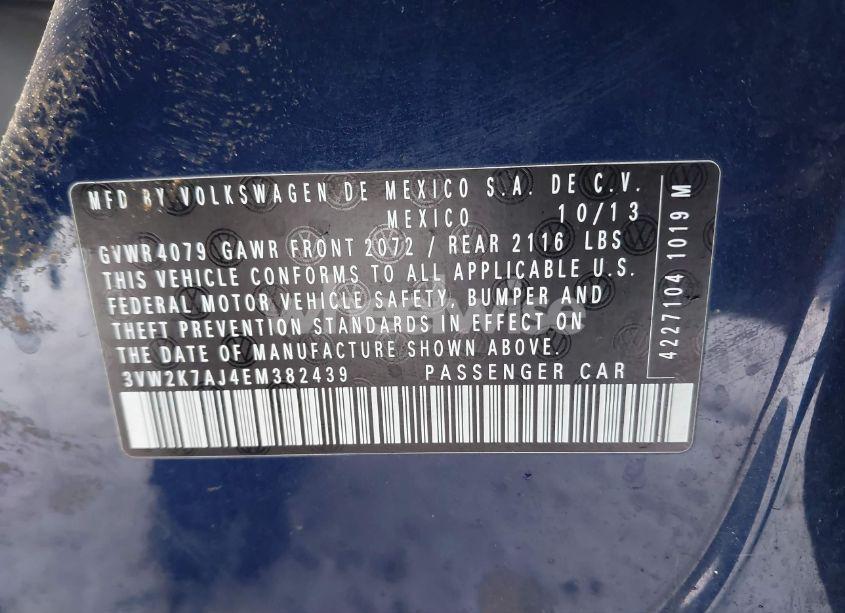 MFD BY VOLKSWAGEN DE MEXICO S.A. DE C.V.
MEXICO 10/13
GVWR4079 GAWR FRONT 2072 / REAR 2116 LBS
THIS VEHICLE CONFORMS TO ALL APPLICABLE U.S.
FEDERAL MOTOR VEHICLE SAFETY, BUMPER AND
THEFT PREVENTION STANDARDS IN EFFECT ON
THE DATE OF MANUFACTURE SHOWN ABOVE.
3VW2K7AJ4EM382439 PASSENGER CAR
4227104 1019 M